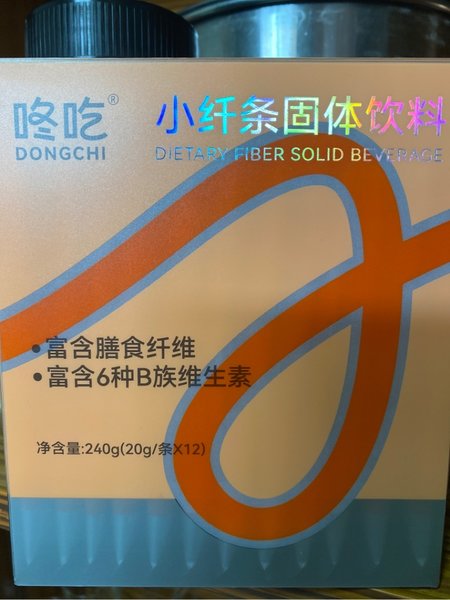 咚吃®
DONGCHI
小纤条固体饮料
DIETARY FIBER SOLID BEVERAGE
•富含膳食纤维
•富含6种B族维生素
净含量:240g(20g/条X12)